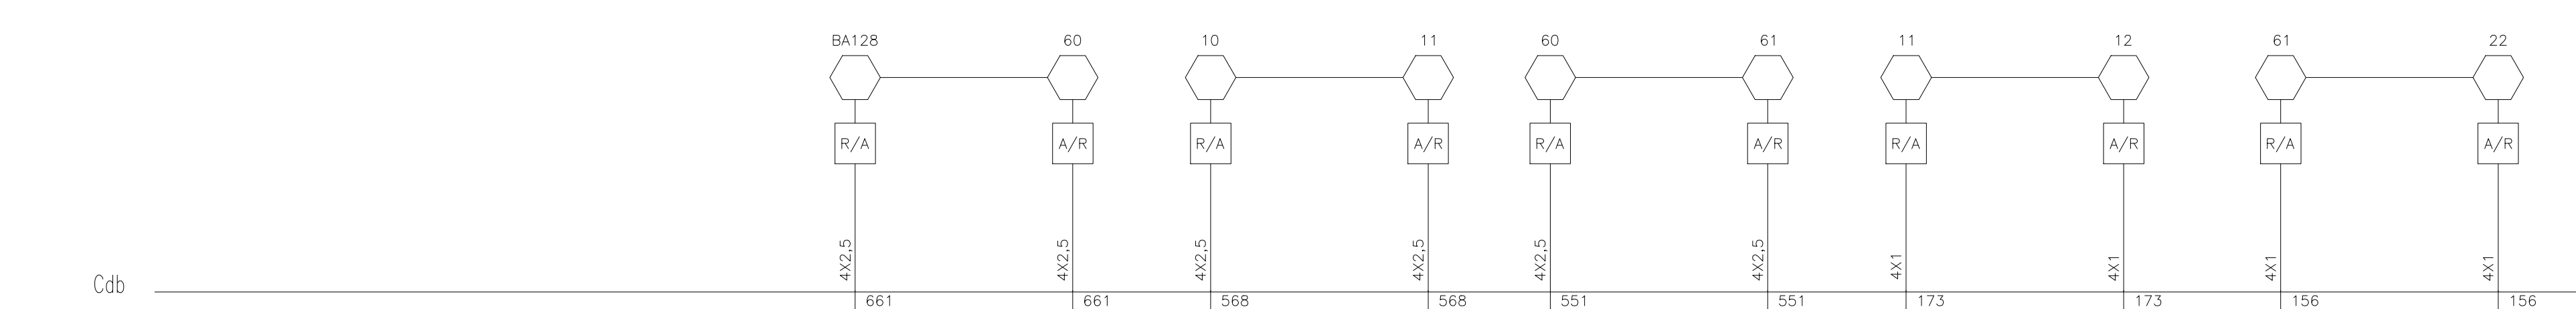 BA128 60 10 11 60 61 11 12 61 22
R/A A/R R/A A/R R/A A/R R/A A/R R/A A/R
4X2,5 4X2,5 4X2,5 4X2,5 4X2,5 4X2,5 4X1 4X1 4X1 4X1
Cdb
661 661 568 568 551 551 173 173 156 156